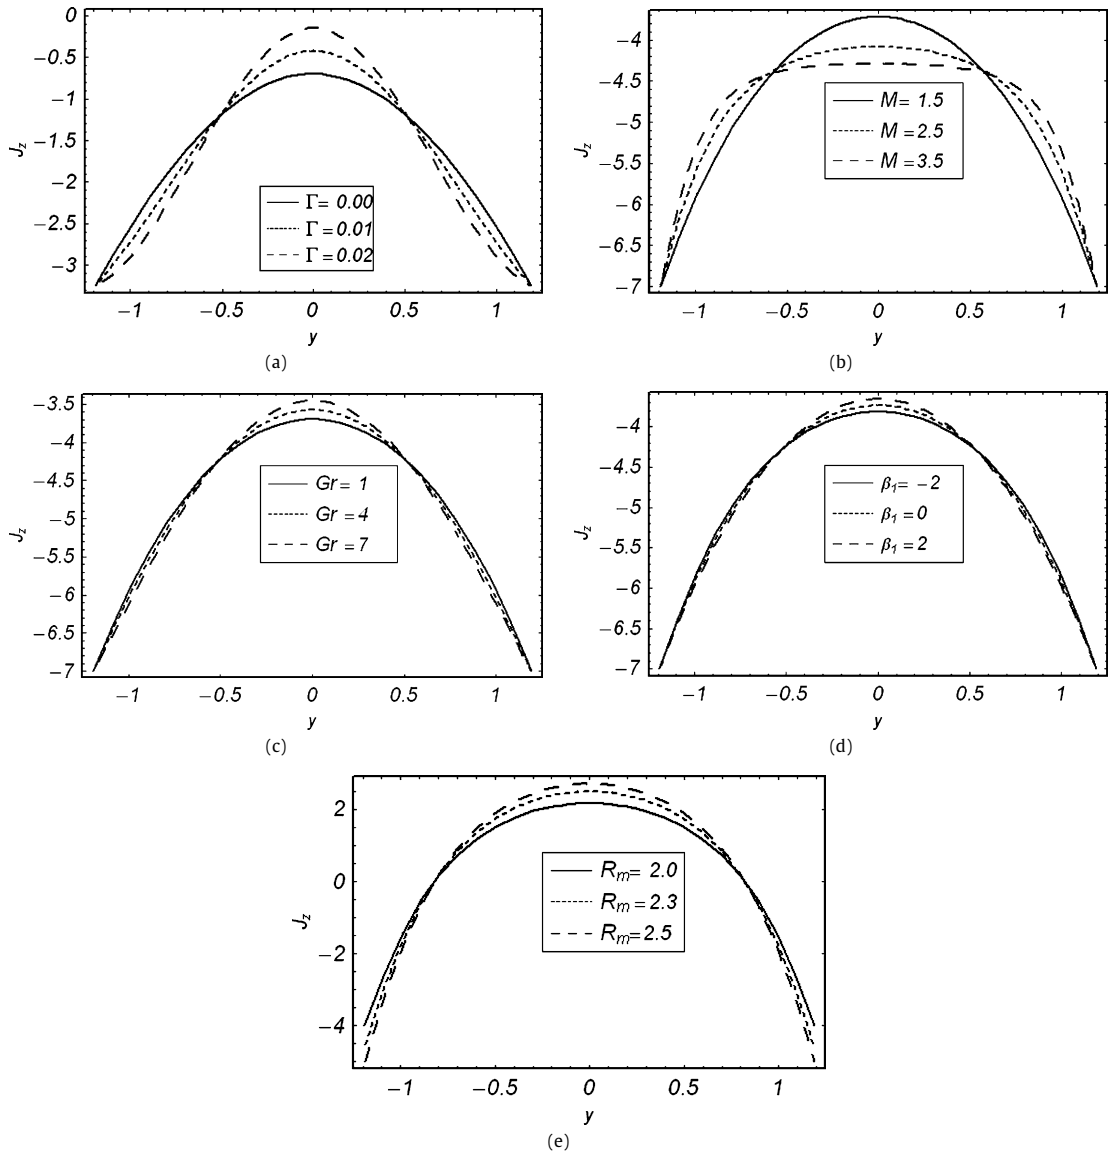 0
−0.5
−1
−1.5
−2
−2.5
−3
J_z
Γ= 0.00
Γ = 0.01
Γ = 0.02
−1 −0.5 0 0.5 1
y
(a)
−4
−4.5
−5
−5.5
−6
−6.5
−7
J_z
M= 1.5
M = 2.5
M = 3.5
−1 −0.5 0 0.5 1
y
(b)
−3.5
−4
−4.5
−5
−5.5
−6
−6.5
−7
J_z
Gr = 1
Gr = 4
Gr = 7
−1 −0.5 0 0.5 1
y
(c)
−4
−4.5
−5
−5.5
−6
−6.5
−7
J_z
β_1 = −2
β_1 = 0
β_1 = 2
−1 −0.5 0 0.5 1
y
(d)
2
0
−2
−4
J_z
R_m= 2.0
R_m = 2.3
R_m= 2.5
−1 −0.5 0 0.5 1
y
(e)